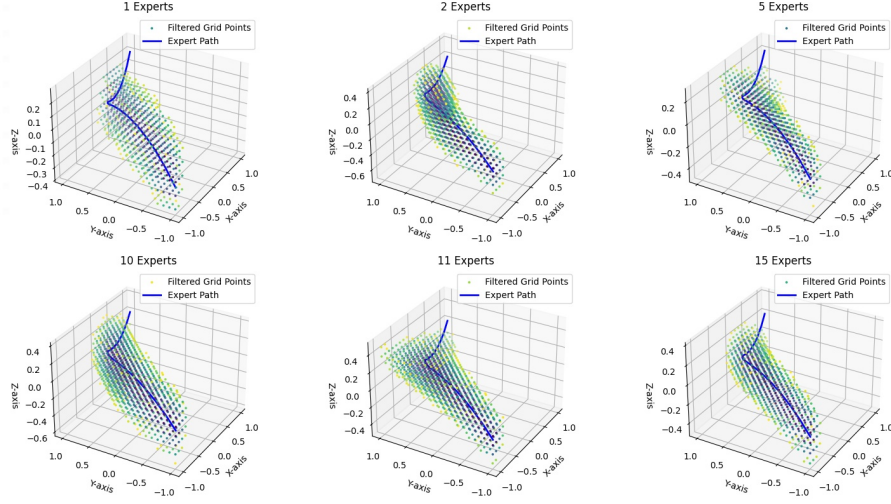 1 Experts
Filtered Grid Points
Expert Path
0.2
0.1
0.0
−0.1
−0.2
−0.3
−0.4
Z-axis
1.0
0.5
0.0
−0.5
−1.0
Y-axis
−1.0
−0.5
0.0
0.5
1.0
X-axis
2 Experts
Filtered Grid Points
Expert Path
0.4
0.2
0.0
−0.2
−0.4
−0.6
Z-axis
1.0
0.5
0.0
−0.5
−1.0
Y-axis
−1.0
−0.5
0.0
0.5
1.0
X-axis
5 Experts
Filtered Grid Points
Expert Path
0.2
0.0
−0.2
−0.4
Z-axis
1.0
0.5
0.0
−0.5
−1.0
Y-axis
−1.0
−0.5
0.0
0.5
1.0
X-axis
10 Experts
Filtered Grid Points
Expert Path
0.4
0.2
0.0
−0.2
−0.4
−0.6
Z-axis
1.0
0.5
0.0
−0.5
−1.0
Y-axis
−1.0
−0.5
0.0
0.5
1.0
X-axis
11 Experts
Filtered Grid Points
Expert Path
0.4
0.2
0.0
−0.2
−0.4
Z-axis
1.0
0.5
0.0
−0.5
−1.0
Y-axis
−1.0
−0.5
0.0
0.5
1.0
X-axis
15 Experts
Filtered Grid Points
Expert Path
0.4
0.2
0.0
−0.2
−0.4
Z-axis
1.0
0.5
0.0
−0.5
−1.0
Y-axis
−1.0
−0.5
0.0
0.5
1.0
X-axis